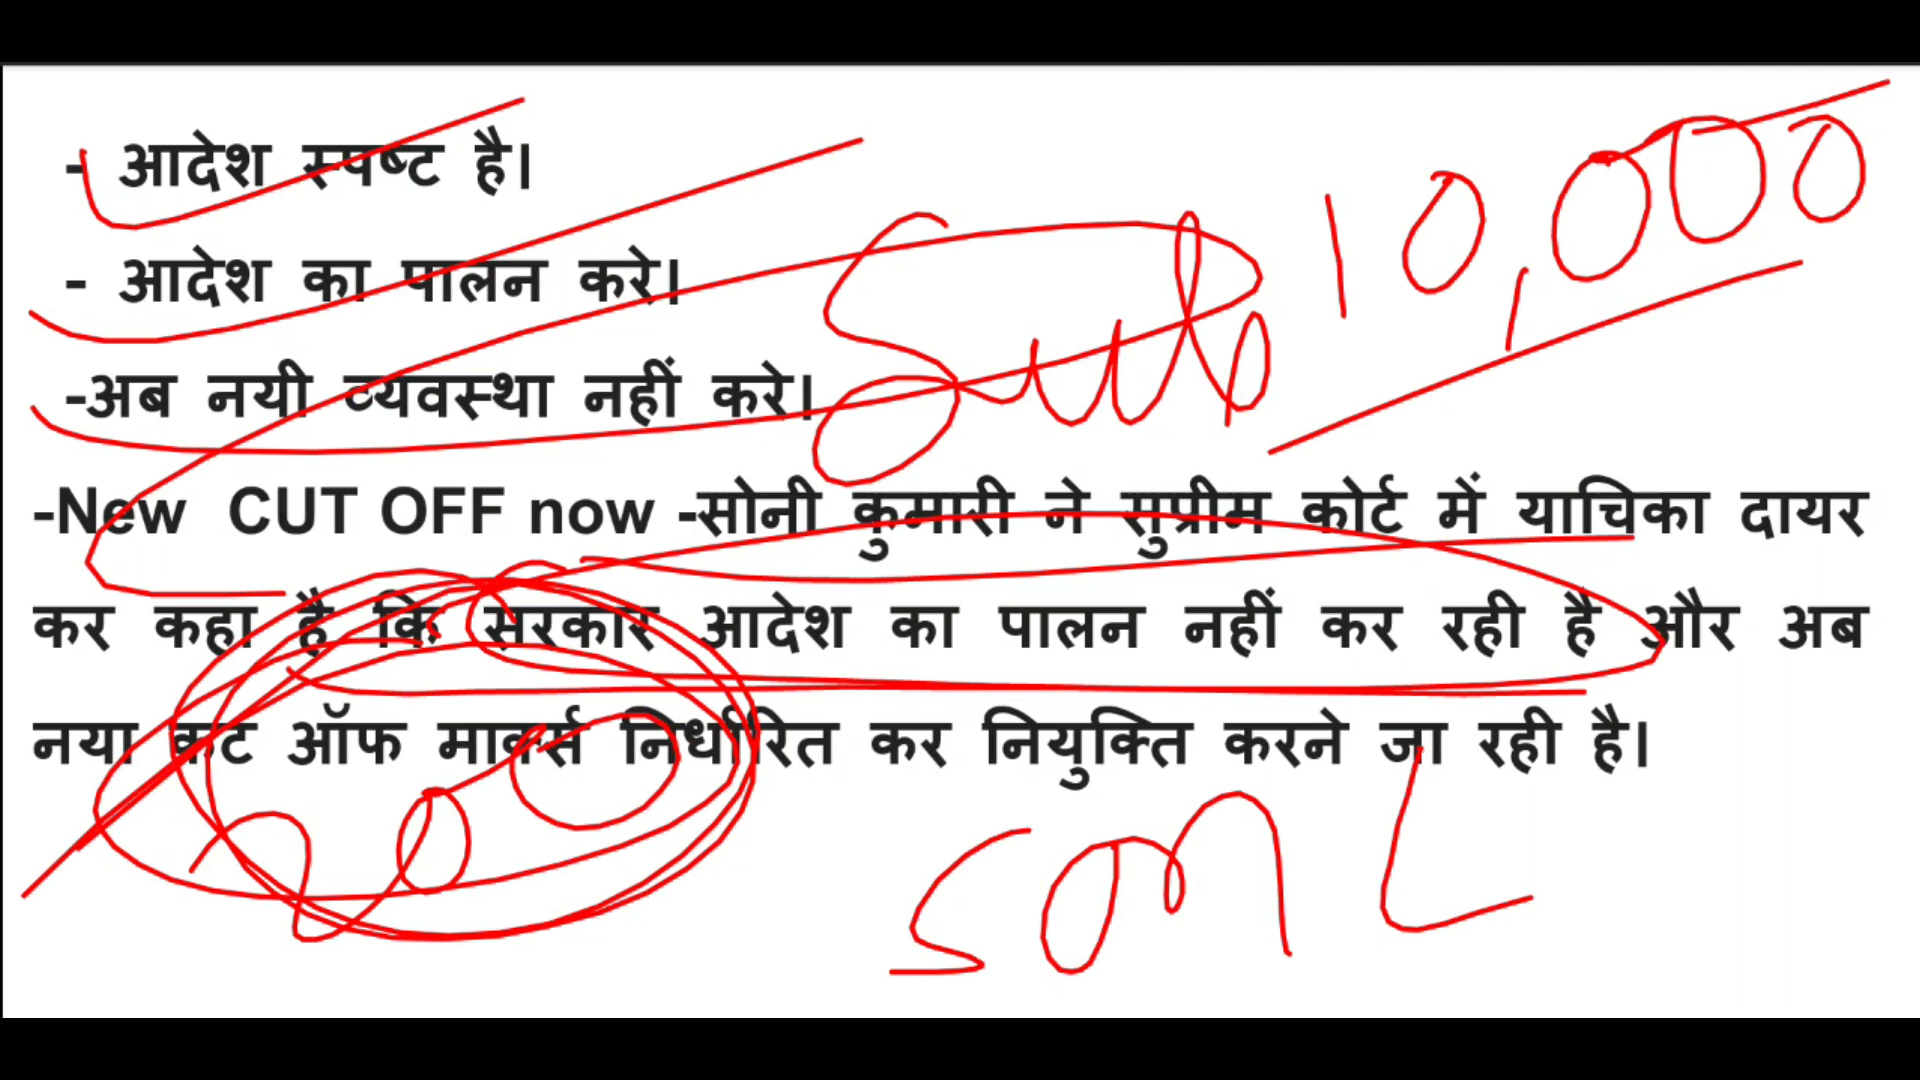 - आदेश स्पष्ट है।
- आदेश का पालन करे।
-अब नयी व्यवस्था नहीं करे।
10,000
-New CUT OFF now -सोनी कुमारी ने सुप्रीम कोर्ट में याचिका दायर
कर कहा है कि सरकार आदेश का पालन नहीं कर रही है और अब
नया कट ऑफ मार्क्स निर्धारित कर नियुक्ति करने जा रही है।